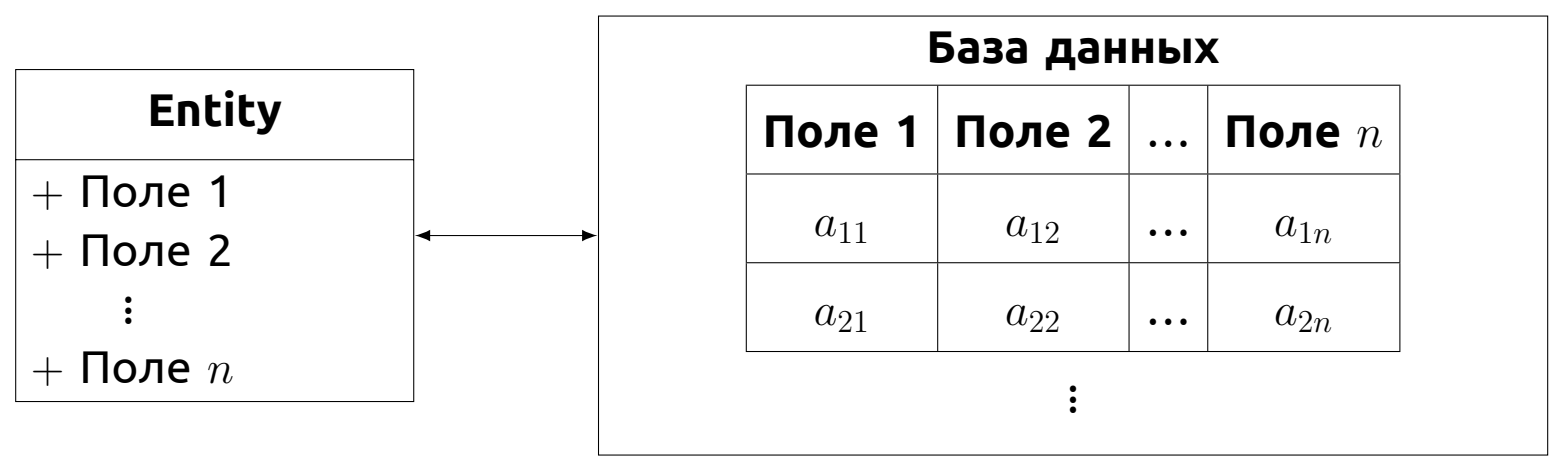 Entity
+ Поле 1
+ Поле 2
⋮
+ Поле n
База данных
Поле 1 Поле 2 ... Поле n
a₁₁ a₁₂ ... a₁ₙ
a₂₁ a₂₂ ... a₂ₙ
⋮